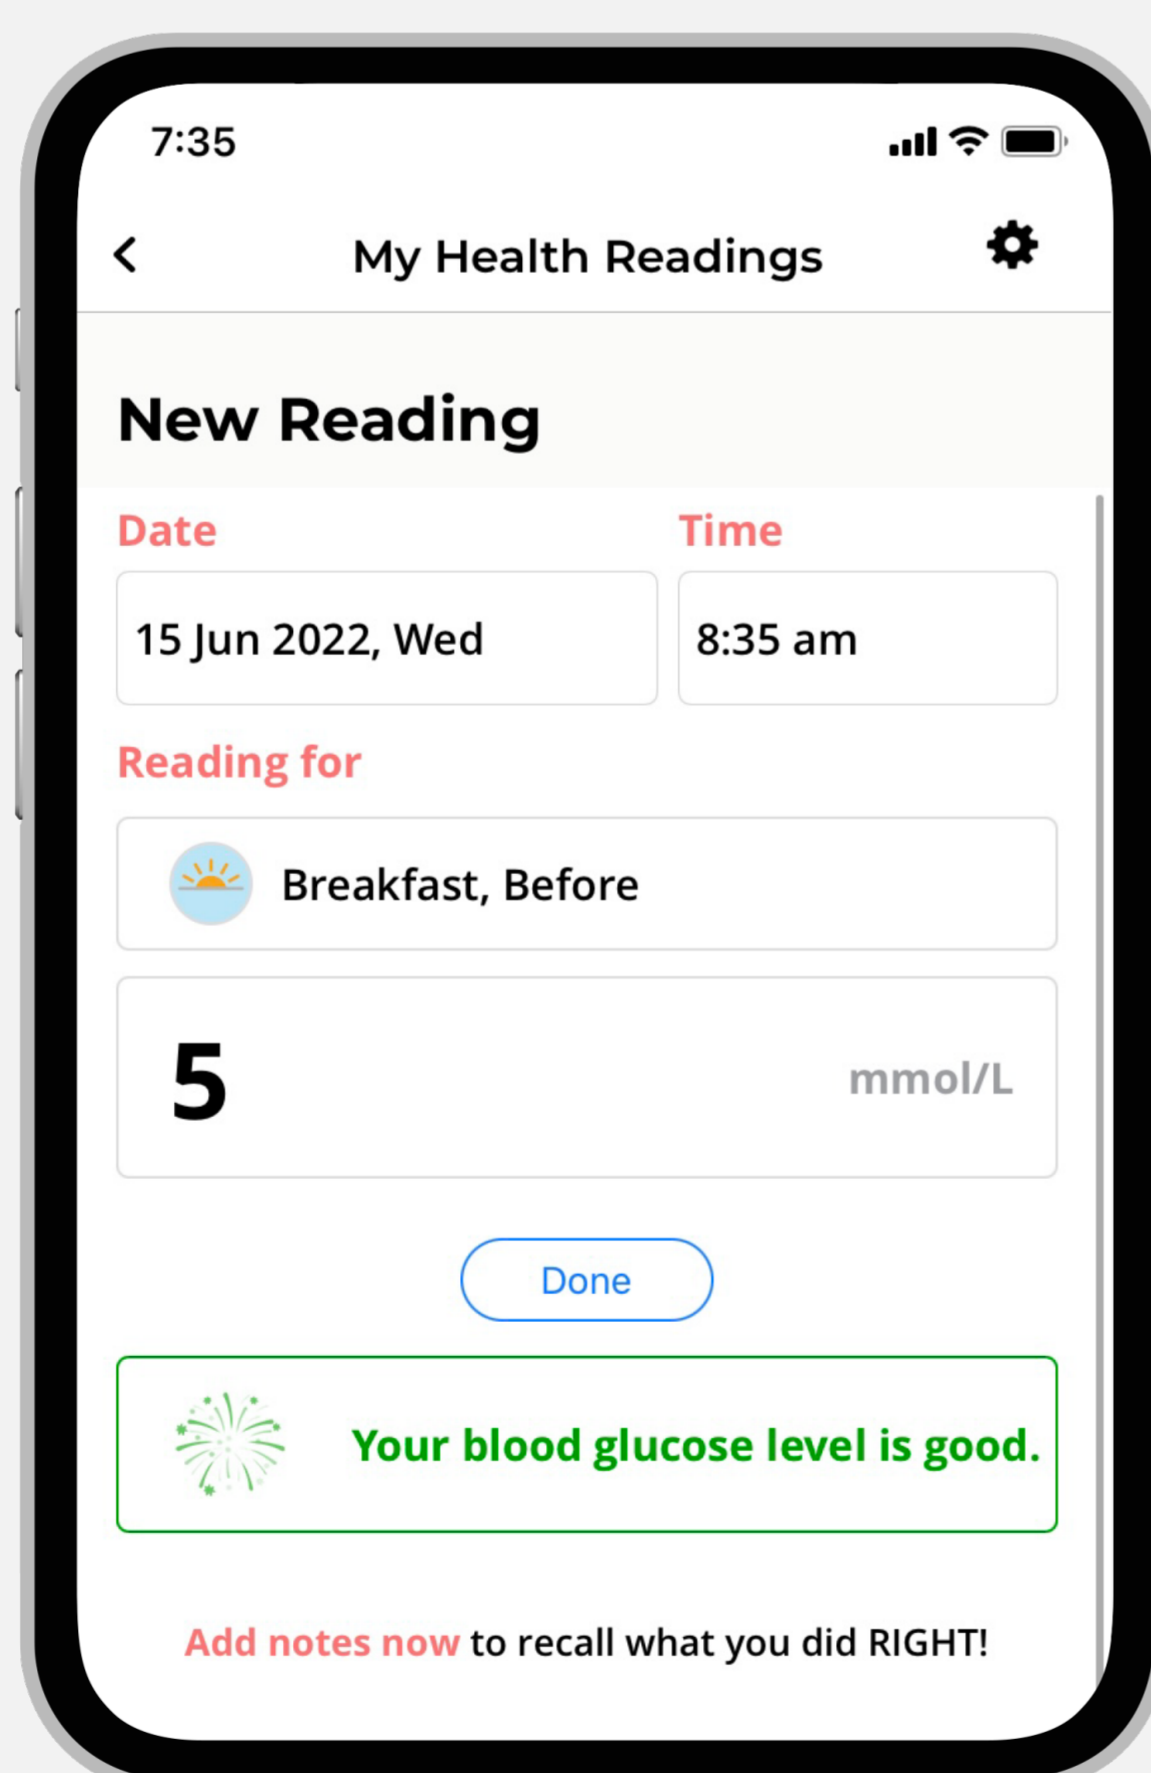 7:35
My Health Readings
New Reading
Date Time
15 Jun 2022, Wed 8:35 am
Reading for
Breakfast, Before
5 mmol/L
Done
Your blood glucose level is good.
Add notes now to recall what you did RIGHT!